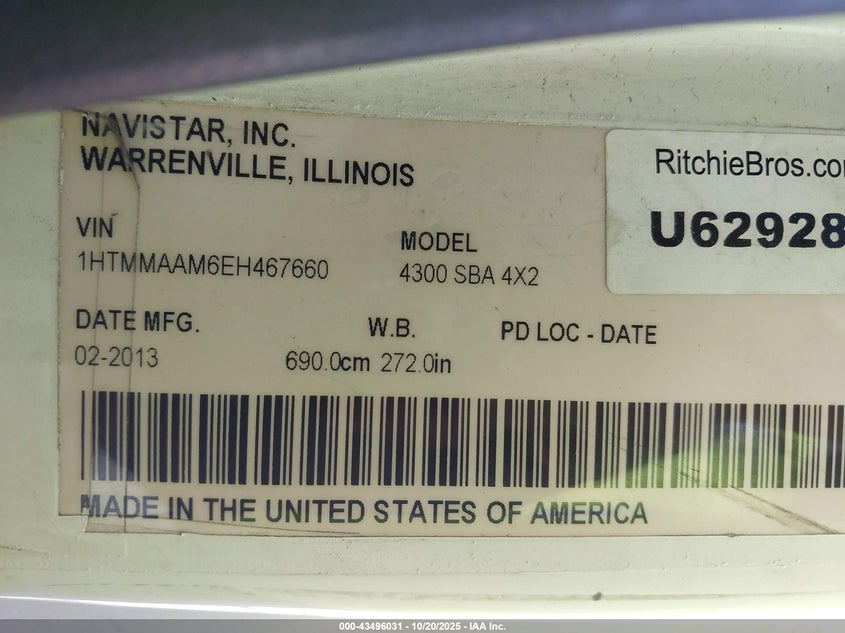 NAVISTAR, INC.
WARRENVILLE, ILLINOIS
RitchieBros.com
U62928
VIN
1HTMMAAM6EH467660
MODEL
4300 SBA 4X2
DATE MFG.
02-2013
W.B.
690.0cm 272.0in
PD LOC - DATE
MADE IN THE UNITED STATES OF AMERICA
000-43496031 - 10/20/2025 - IAA Inc.